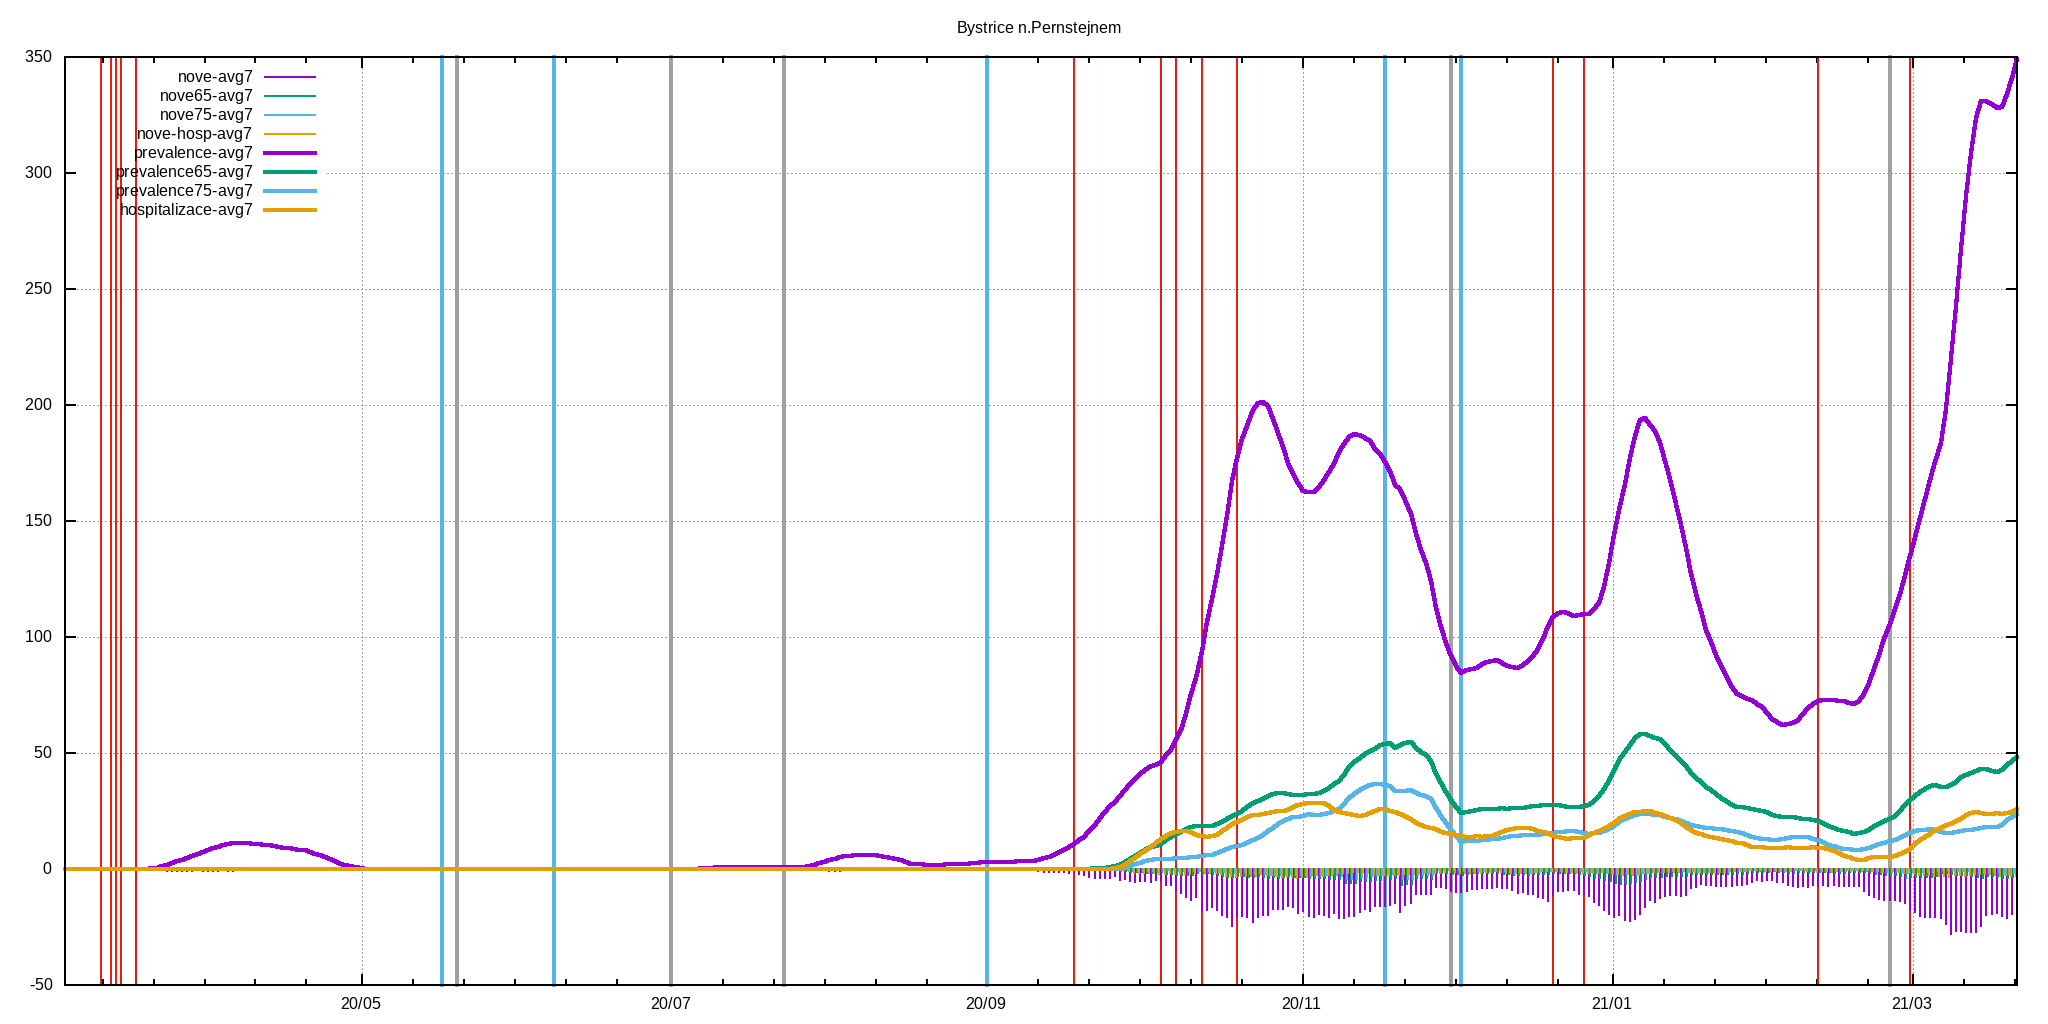 Bystrice n.Pernstejnem
350
300
250
200
150
100
50
0
-50
nove-avg7
nove65-avg7
nove75-avg7
nove-hosp-avg7
prevalence-avg7
prevalence65-avg7
prevalence75-avg7
hospitalizace-avg7
20/05 20/07 20/09 20/11 21/01 21/03